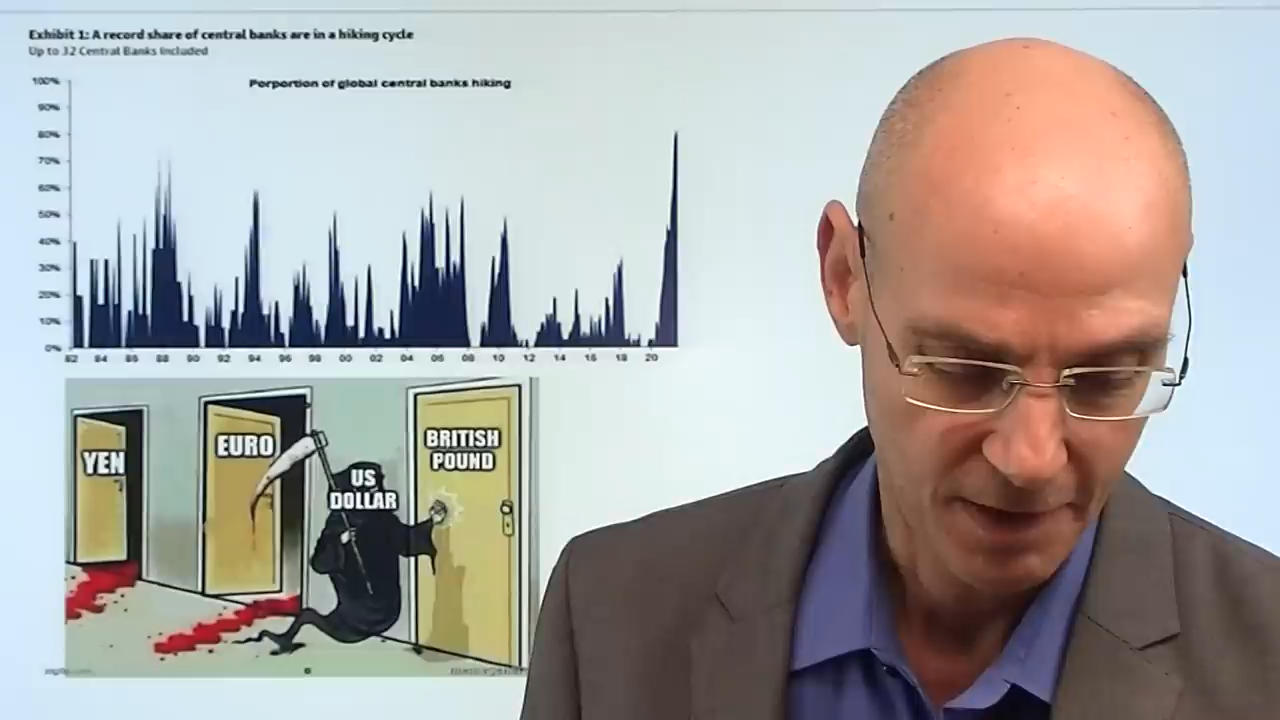 Exhibit 1: A record share of central banks are in a hiking cycle
Up to 32 Central Banks Included
Porportion of global central banks hiking
100%
90%
80%
70%
60%
50%
40%
30%
20%
10%
0%
82 84 86 88 90 92 94 96 98 00 02 04 06 08 10 12 14 16 18 20
YEN
EURO
US
DOLLAR
BRITISH
POUND